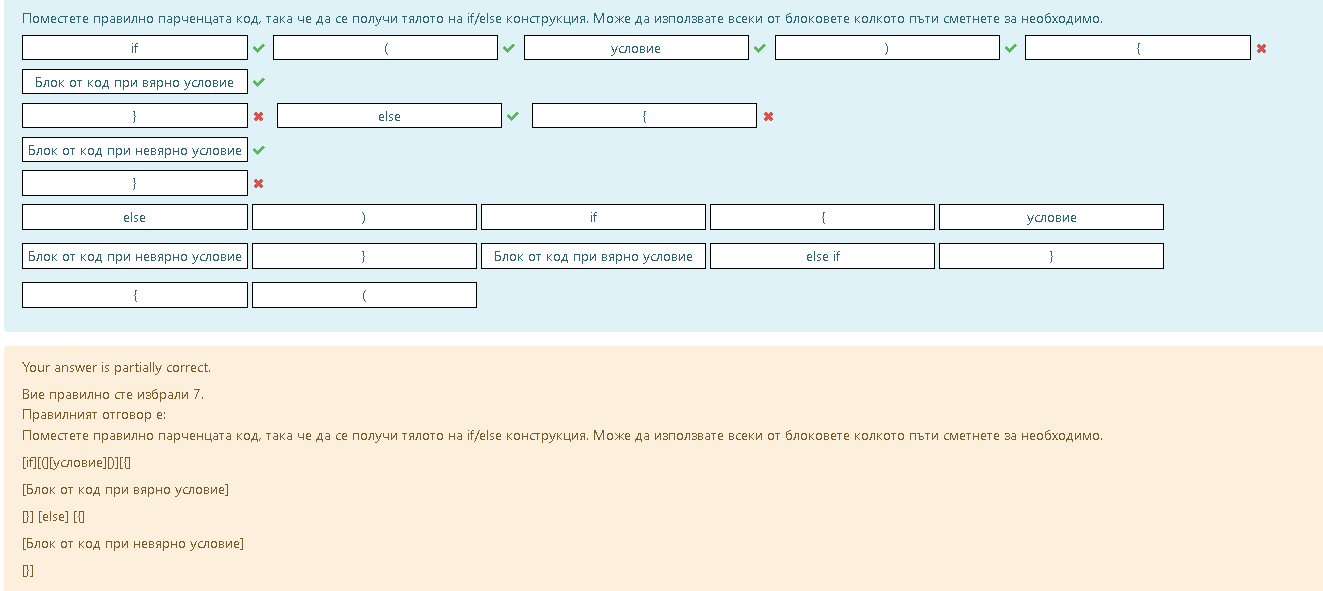 Поместете правилно парченцата код, така че да се получи тялото на if/else конструкция. Може да използвате всеки от блоковете колкото пъти сметнете за необходимо.
if ( условие ) {
Блок от код при вярно условие
} else {
Блок от код при невярно условие
}
else ) if { условие
Блок от код при невярно условие } Блок от код при вярно условие else if }
{ (
Your answer is partially correct.
Вие правилно сте избрали 7.
Правилният отговор е:
Поместете правилно парченцата код, така че да се получи тялото на if/else конструкция. Може да използвате всеки от блоковете колкото пъти сметнете за необходимо.
[if][(][условие][)][{]
[Блок от код при вярно условие]
[}] [else] [{]
[Блок от код при невярно условие]
[}]